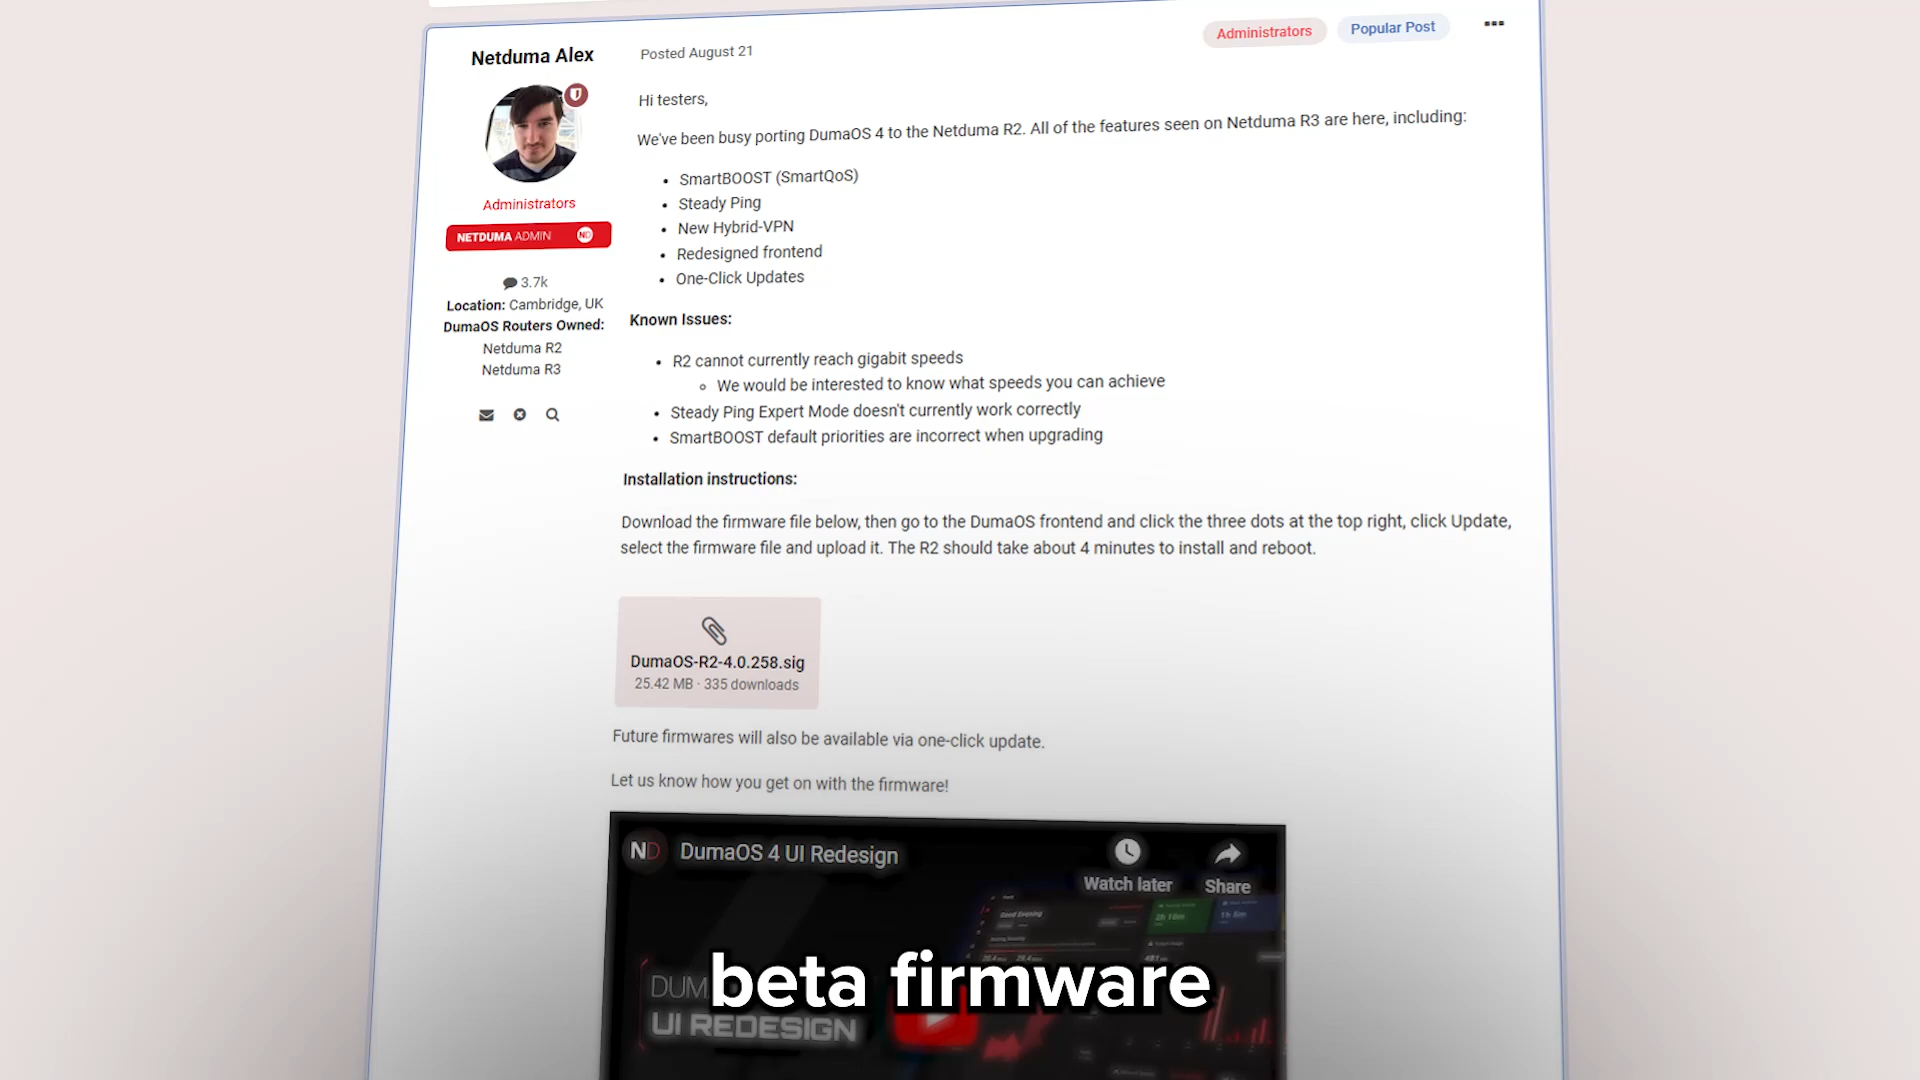 Netduma Alex
Posted August 21
Administrators
Popular Post
Administrators
NETDUMA ADMIN ND
3.7k
Location: Cambridge, UK
DumaOS Routers Owned:
Netduma R2
Netduma R3
Hi testers,
We've been busy porting DumaOS 4 to the Netduma R2. All of the features seen on Netduma R3 are here, including:
SmartBOOST (SmartQoS)
Steady Ping
New Hybrid-VPN
Redesigned frontend
One-Click Updates
Known Issues:
R2 cannot currently reach gigabit speeds
We would be interested to know what speeds you can achieve
Steady Ping Expert Mode doesn't currently work correctly
SmartBOOST default priorities are incorrect when upgrading
Installation instructions:
Download the firmware file below, then go to the DumaOS frontend and click the three dots at the top right, click Update,
select the firmware file and upload it. The R2 should take about 4 minutes to install and reboot.
DumaOS-R2-4.0.258.sig
25.42 MB · 335 downloads
Future firmwares will also be available via one-click update.
Let us know how you get on with the firmware!
ND DumaOS 4 UI Redesign
Watch later
Share
Good Evening
DUM
UI REDESIGN
beta firmware